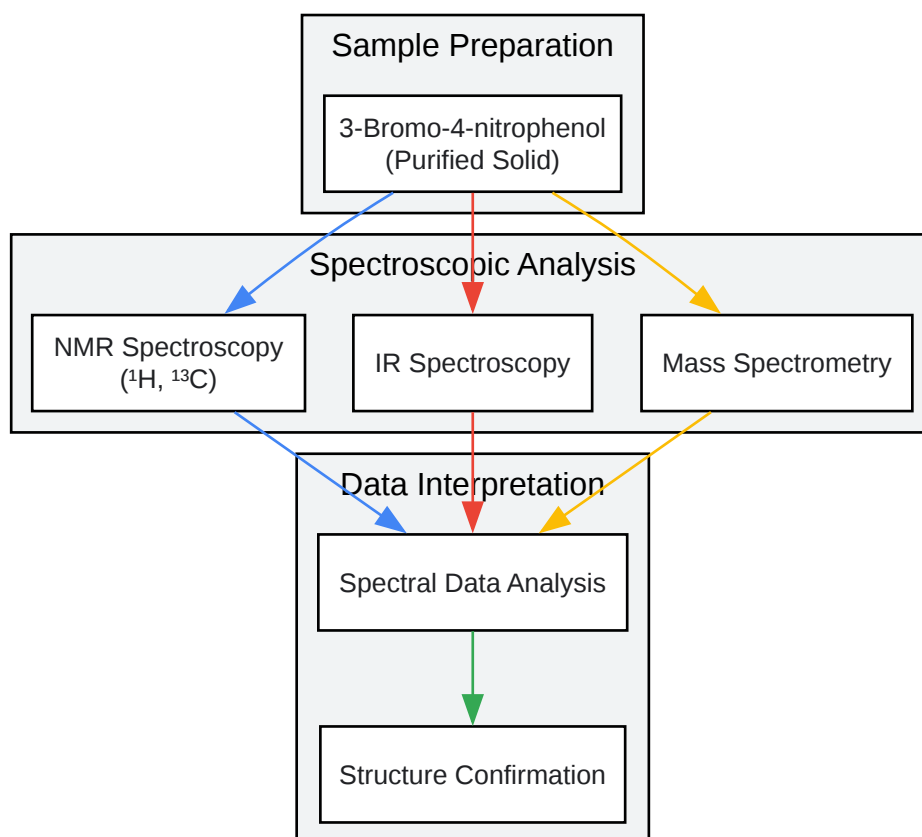 Sample Preparation
3-Bromo-4-nitrophenol
(Purified Solid)
Spectroscopic Analysis
NMR Spectroscopy
(¹H, ¹³C)
IR Spectroscopy
Mass Spectrometry
Data Interpretation
Spectral Data Analysis
Structure Confirmation